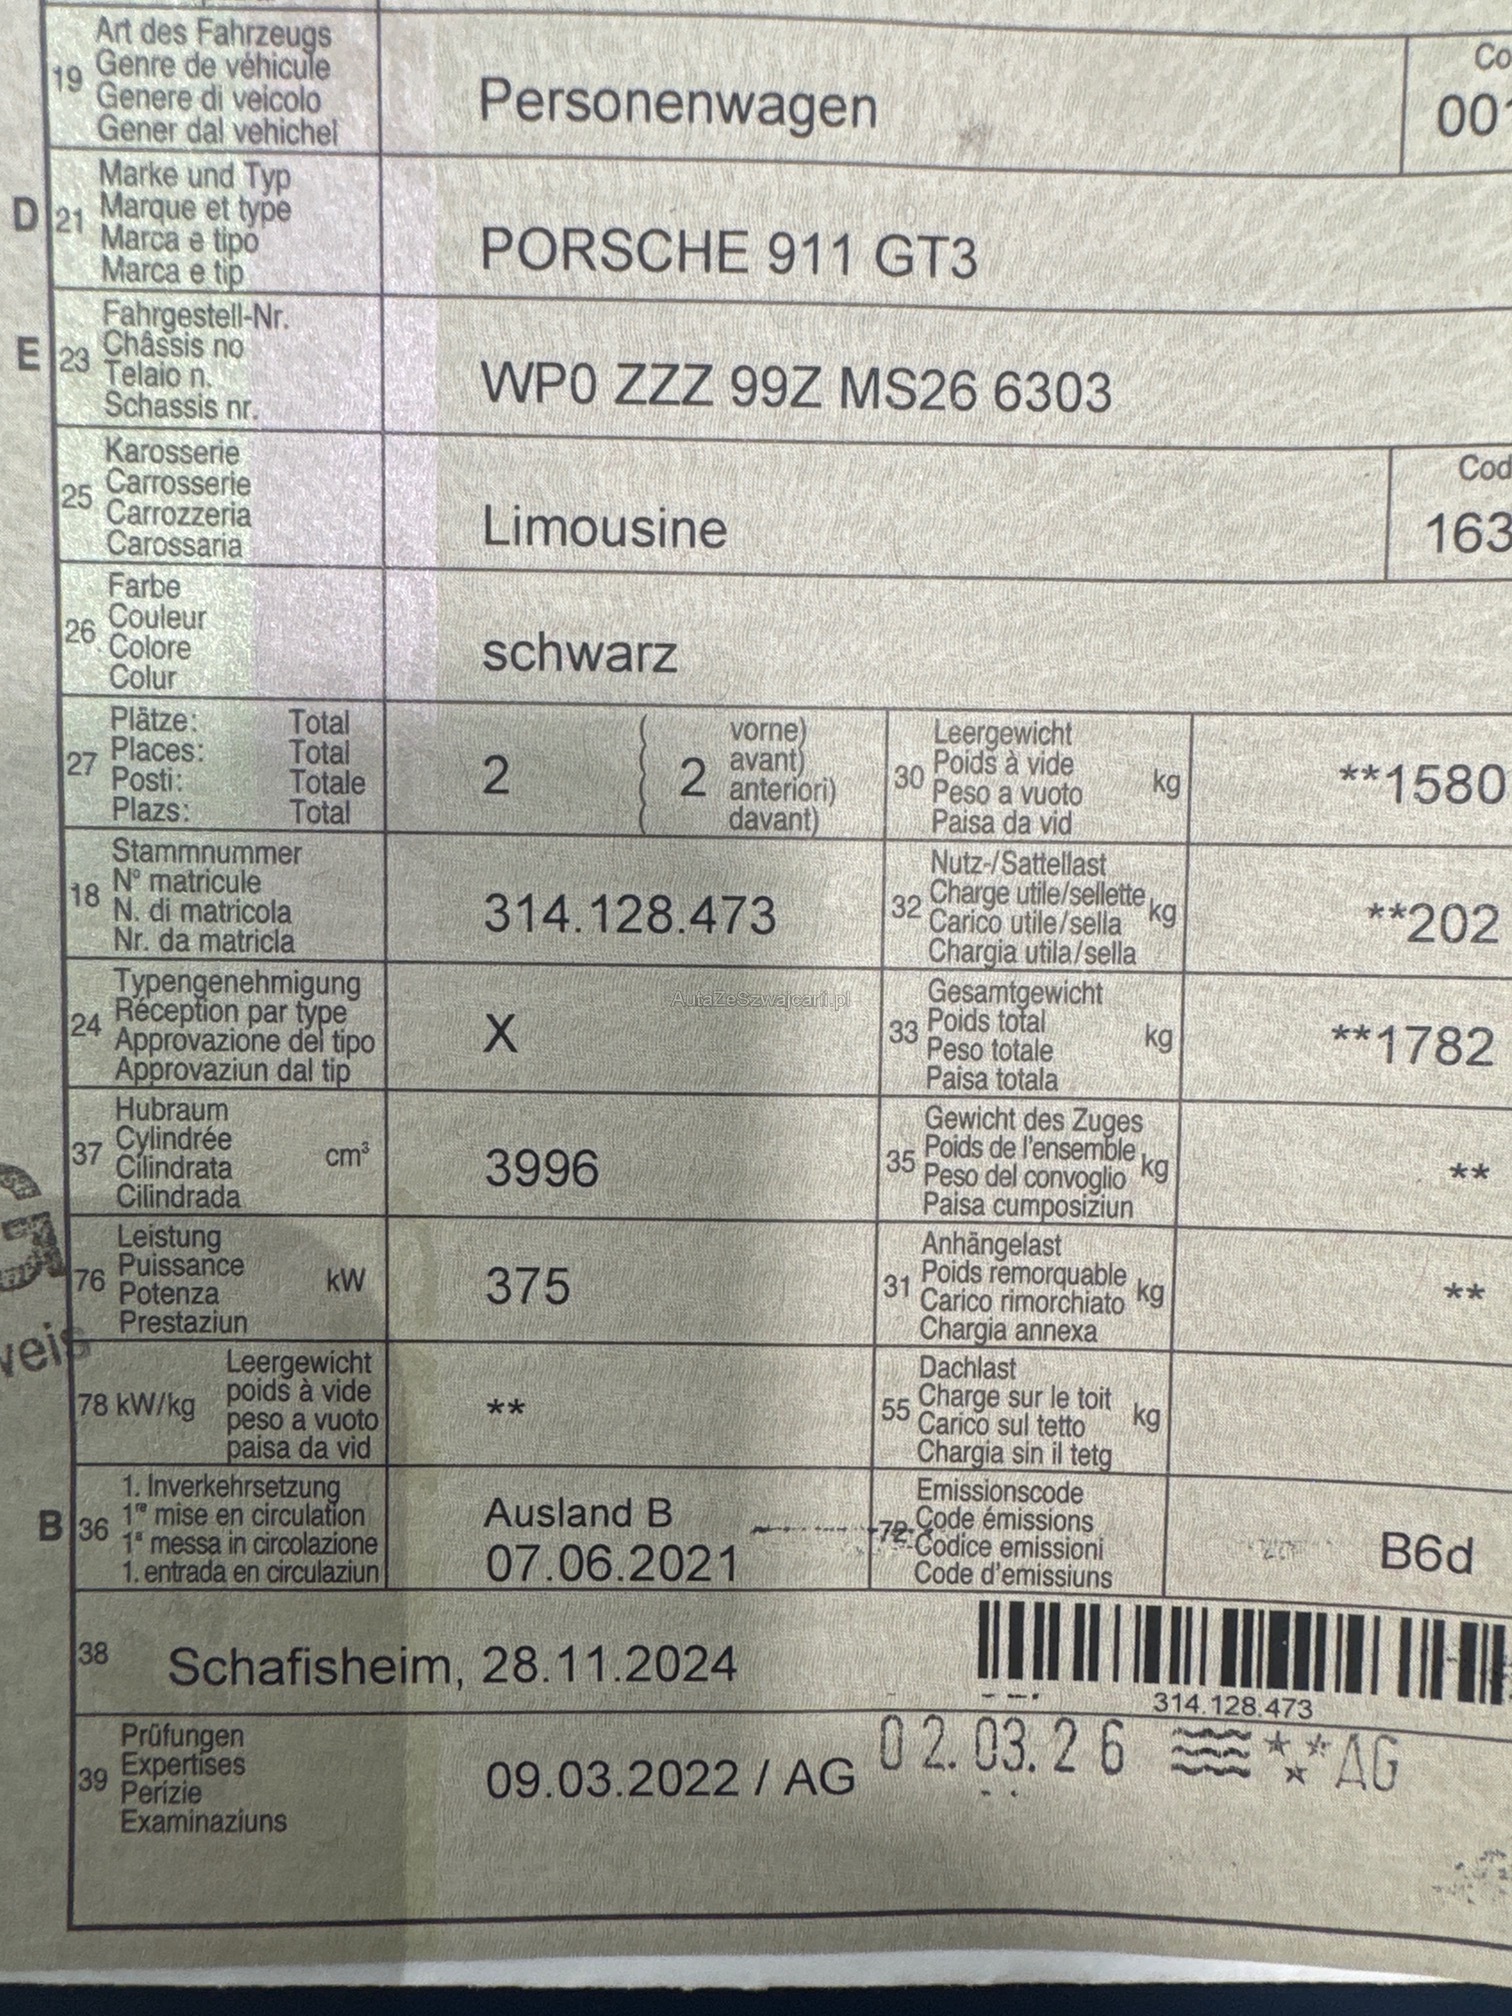 19 Art des Fahrzeugs
Genre de véhicule
Genere di veicolo
Gener dal vehichel
Personenwagen
Co
00
D 21 Marke und Typ
Marque et type
Marca e tipo
Marca e tip
PORSCHE 911 GT3
E 23 Fahrgestell-Nr.
Châssis no
Telaio n.
Schassis nr.
WP0 ZZZ 99Z MS26 6303
25 Karosserie
Carrosserie
Carrozzeria
Carossaria
Limousine
Cod
163
26 Farbe
Couleur
Colore
Colur
schwarz
27 Plätze: Total
Places: Total
Posti: Totale
Plazs: Total
2 ( 2 vorne)
( avant)
( anteriori)
( davant)
30 Leergewicht
Poids à vide
Peso a vuoto
Paisa da vid
kg
**1580
18 Stammnummer
N° matricule
N. di matricola
Nr. da matricla
314.128.473
32 Nutz-/Sattellast
Charge utile/sellette
Carico utile/sella
Chargia utila/sella
kg
**202
24 Typengenehmigung
Réception par type
Approvazione del tipo
Approvaziun dal tip
X
AutaZeSzwajcarii.pl
33 Gesamtgewicht
Poids total
Peso totale
Paisa totala
kg
**1782
37 Hubraum
Cylindrée
Cilindrata
Cilindrada
cm³
3996
35 Gewicht des Zuges
Poids de l'ensemble
Peso del convoglio
Paisa cumposiziun
kg
**
76 Leistung
Puissance
Potenza
Prestaziun
kW
375
31 Anhängelast
Poids remorquable
Carico rimorchiato
Chargia annexa
kg
**
weis
78 kW/kg Leergewicht
poids à vide
peso a vuoto
paisa da vid
**
55 Dachlast
Charge sur le toit
Carico sul tetto
Chargia sin il tetg
kg
B 36 1. Inverkehrsetzung
1re mise en circulation
1a messa in circolazione
1. entrada en circulaziun
Ausland B
07.06.2021
72 Emissionscode
Code émissions
Codice emissioni
Code d'emissiuns
B6d
38 Schafisheim, 28.11.2024
314.128.473
39 Prüfungen
Expertises
Perizie
Examinaziuns
09.03.2022 / AG
02.03.26 AG